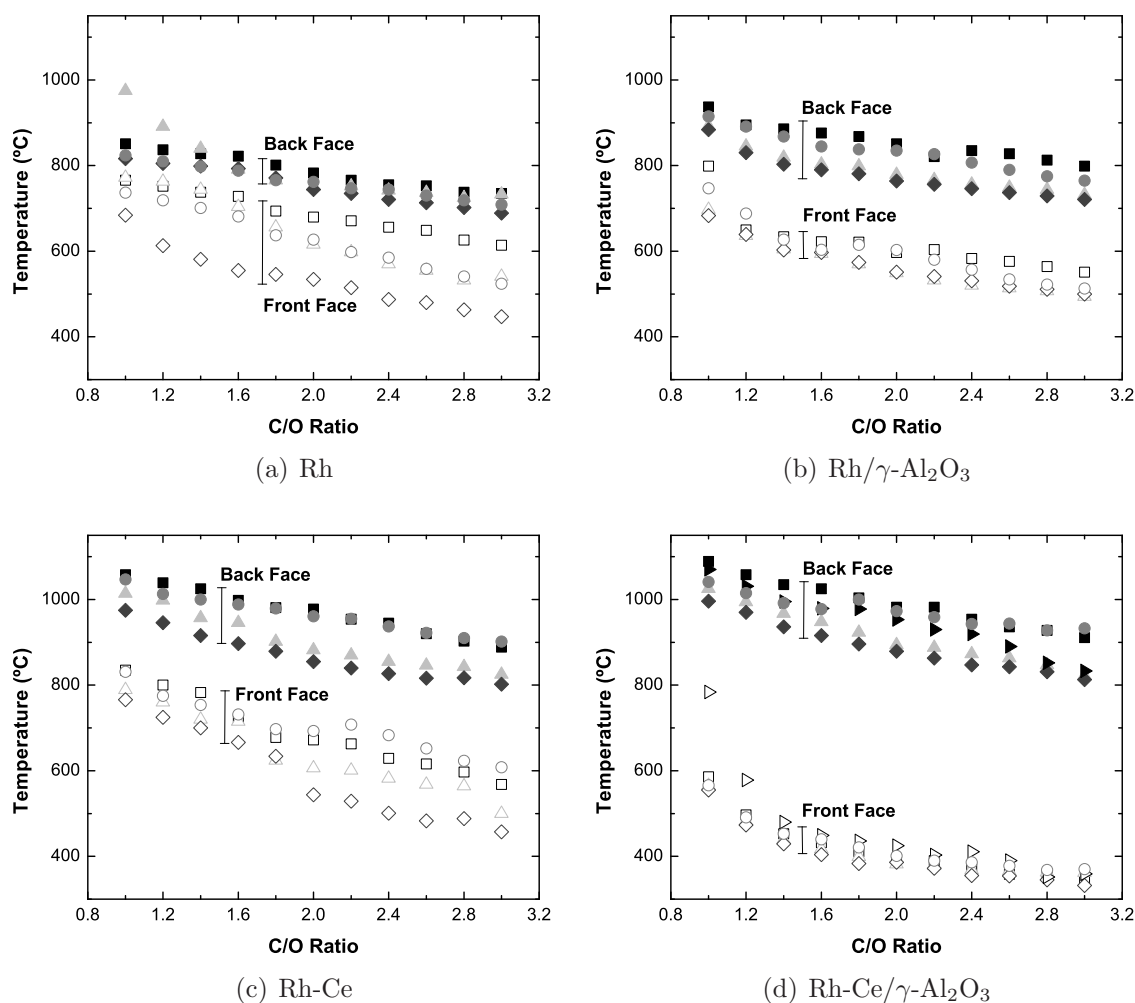 1000
800
600
400
Temperature (ºC)
Back Face
Front Face
0.8 1.2 1.6 2.0 2.4 2.8 3.2
C/O Ratio
(a) Rh
1000
800
600
400
Temperature (ºC)
Back Face
Front Face
0.8 1.2 1.6 2.0 2.4 2.8 3.2
C/O Ratio
(b) Rh/γ-Al₂O₃
1000
800
600
400
Temperature (ºC)
Back Face
Front Face
0.8 1.2 1.6 2.0 2.4 2.8 3.2
C/O Ratio
(c) Rh-Ce
1000
800
600
400
Temperature (ºC)
Back Face
Front Face
0.8 1.2 1.6 2.0 2.4 2.8 3.2
C/O Ratio
(d) Rh-Ce/γ-Al₂O₃